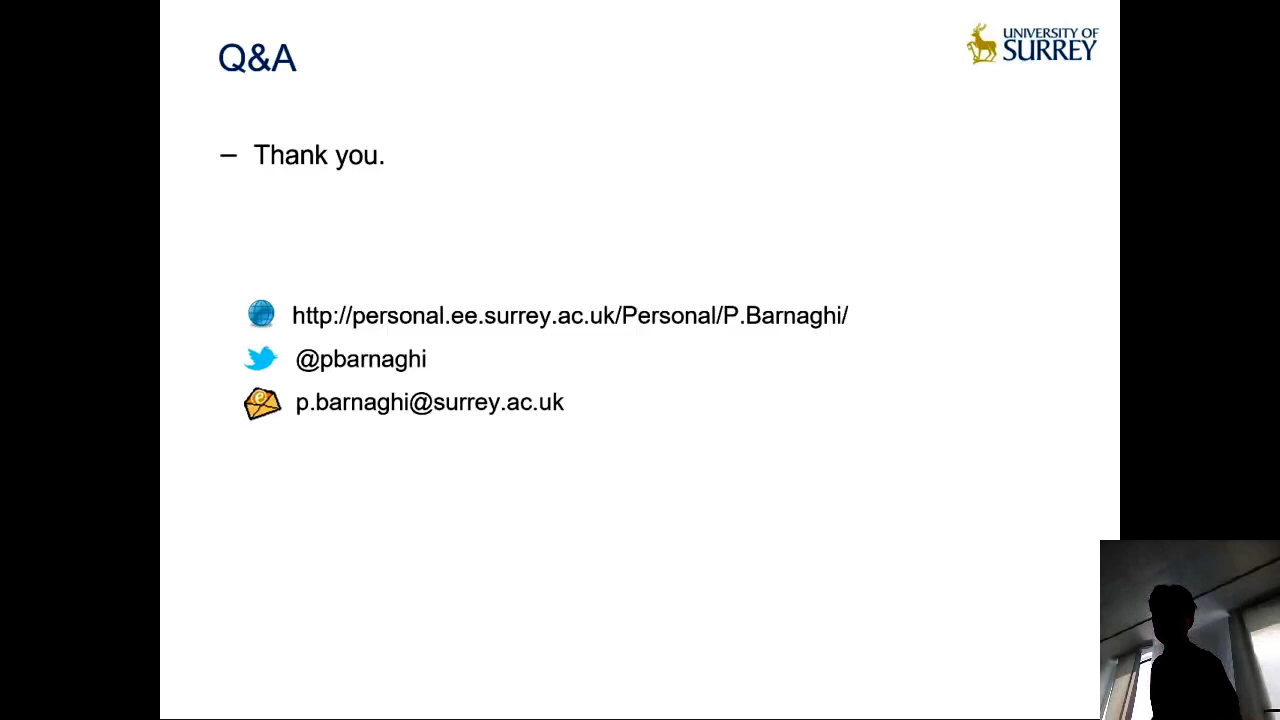 Q&A
UNIVERSITY OF
SURREY
– Thank you.
http://personal.ee.surrey.ac.uk/Personal/P.Barnaghi/
@pbarnaghi
p.barnaghi@surrey.ac.uk